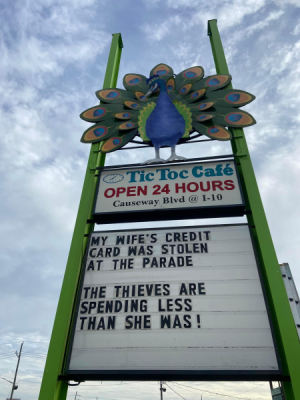 Tic Toc Café
OPEN 24 HOURS
Causeway Blvd @ I-10
MY WIFE'S CREDIT
CARD WAS STOLEN
AT THE PARADE
THE THIEVES ARE
SPENDING LESS
THAN SHE WAS!